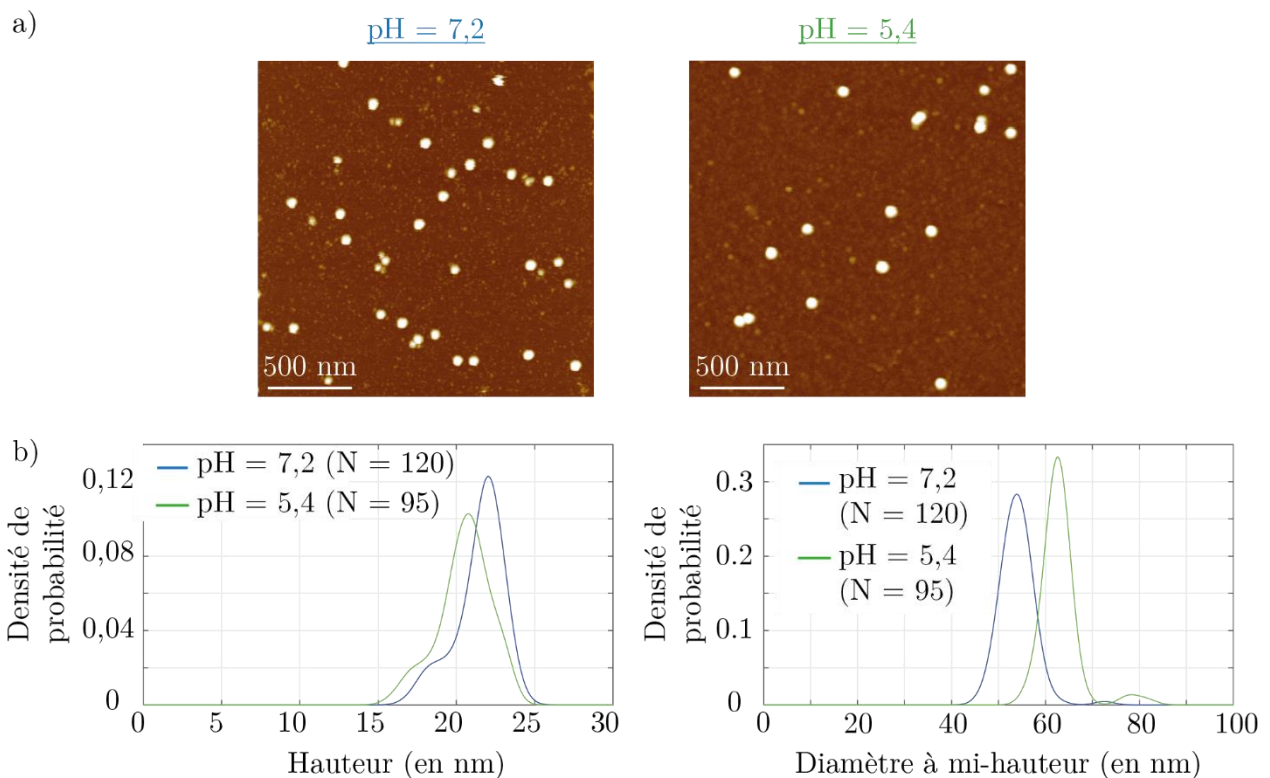 a)
pH = 7,2
pH = 5,4
500 nm
500 nm
b)
Densité de
probabilité
0,12
0,08
0,04
0
pH = 7,2 (N = 120)
pH = 5,4 (N = 95)
0 5 10 15 20 25 30
Hauteur (en nm)
Densité de
probabilité
0.3
0.2
0.1
0
pH = 7,2
(N = 120)
pH = 5,4
(N = 95)
0 20 40 60 80 100
Diamètre à mi-hauteur (en nm)